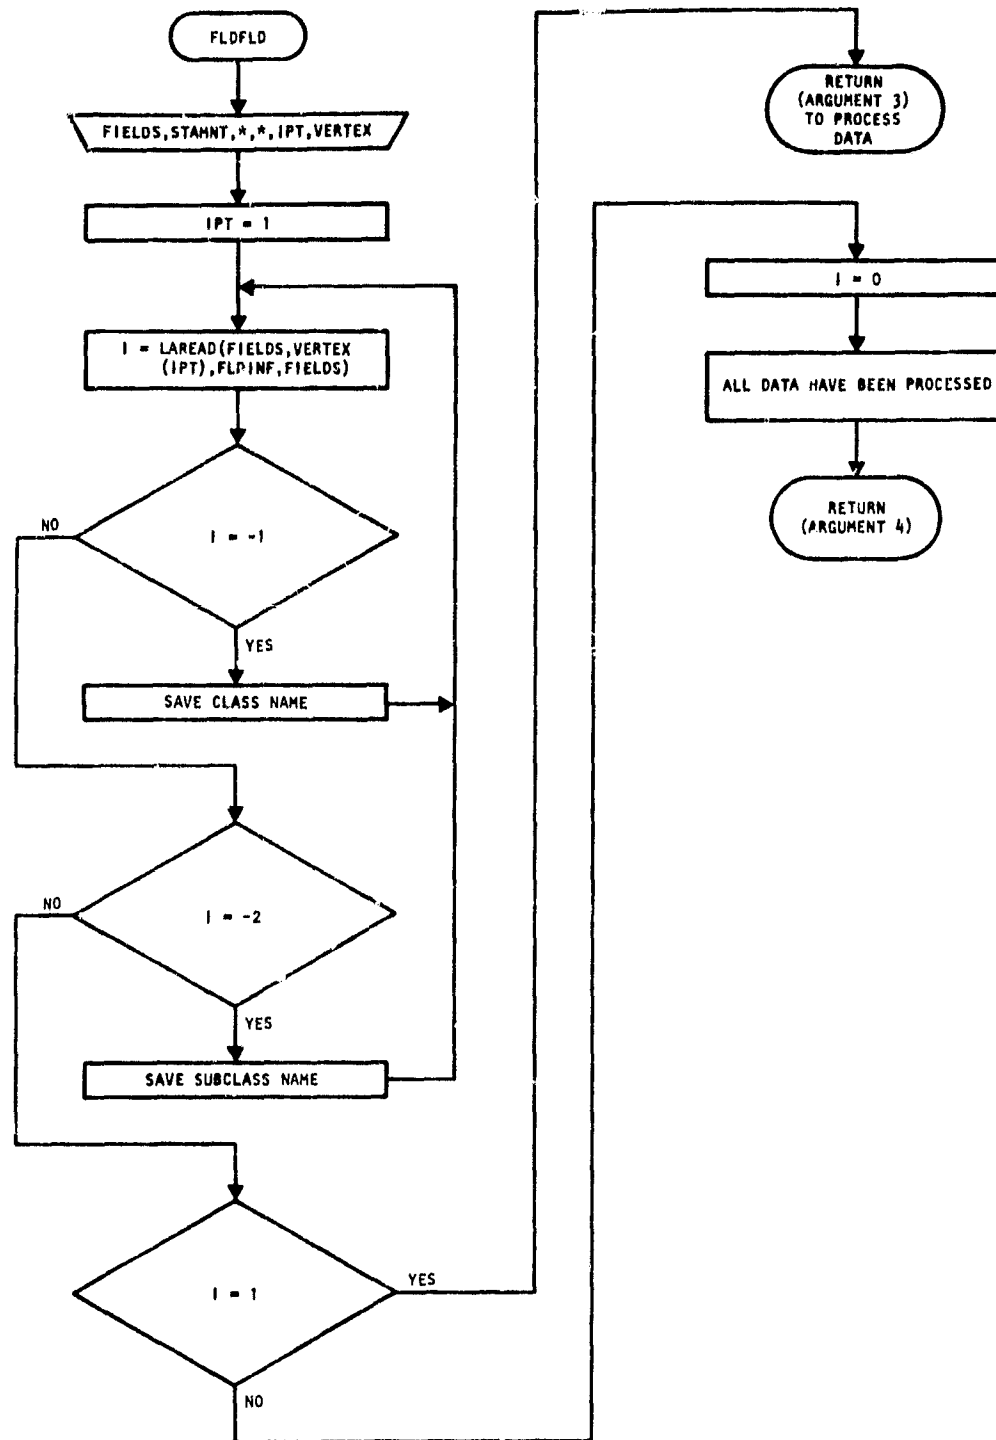 FLDFLD
FIELDS,STAMNT,*,*,IPT,VERTEX
IPT = 1
I = LAREAD(FIELDS,VERTEX
(IPT),FLDINF,FIELDS)
I = -1
NO
YES
SAVE CLASS NAME
I = -2
NO
YES
SAVE SUBCLASS NAME
I = 1
YES
NO
RETURN
(ARGUMENT 3)
TO PROCESS
DATA
I = 0
ALL DATA HAVE BEEN PROCESSED
RETURN
(ARGUMENT 4)